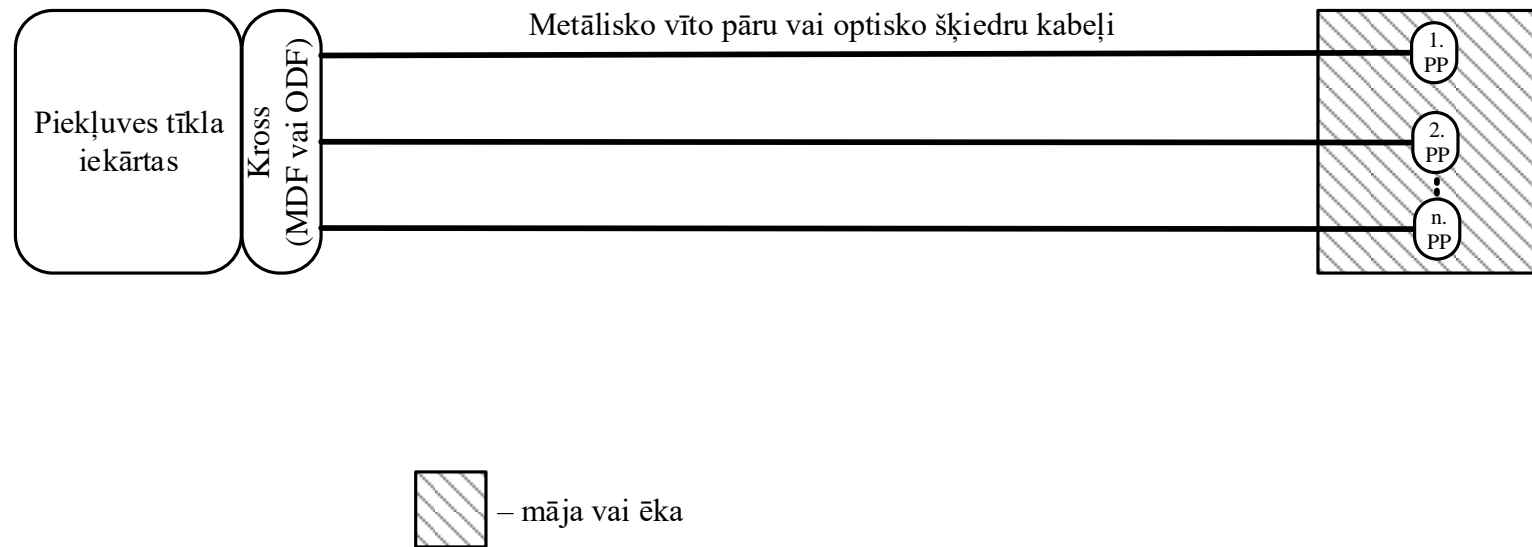 Metālisko vīto pāru vai optisko šķiedru kabeļi
Piekļuves tīkla
iekārtas
Kross
(MDF vai ODF)
1.
PP
2.
PP
n.
PP
– māja vai ēka